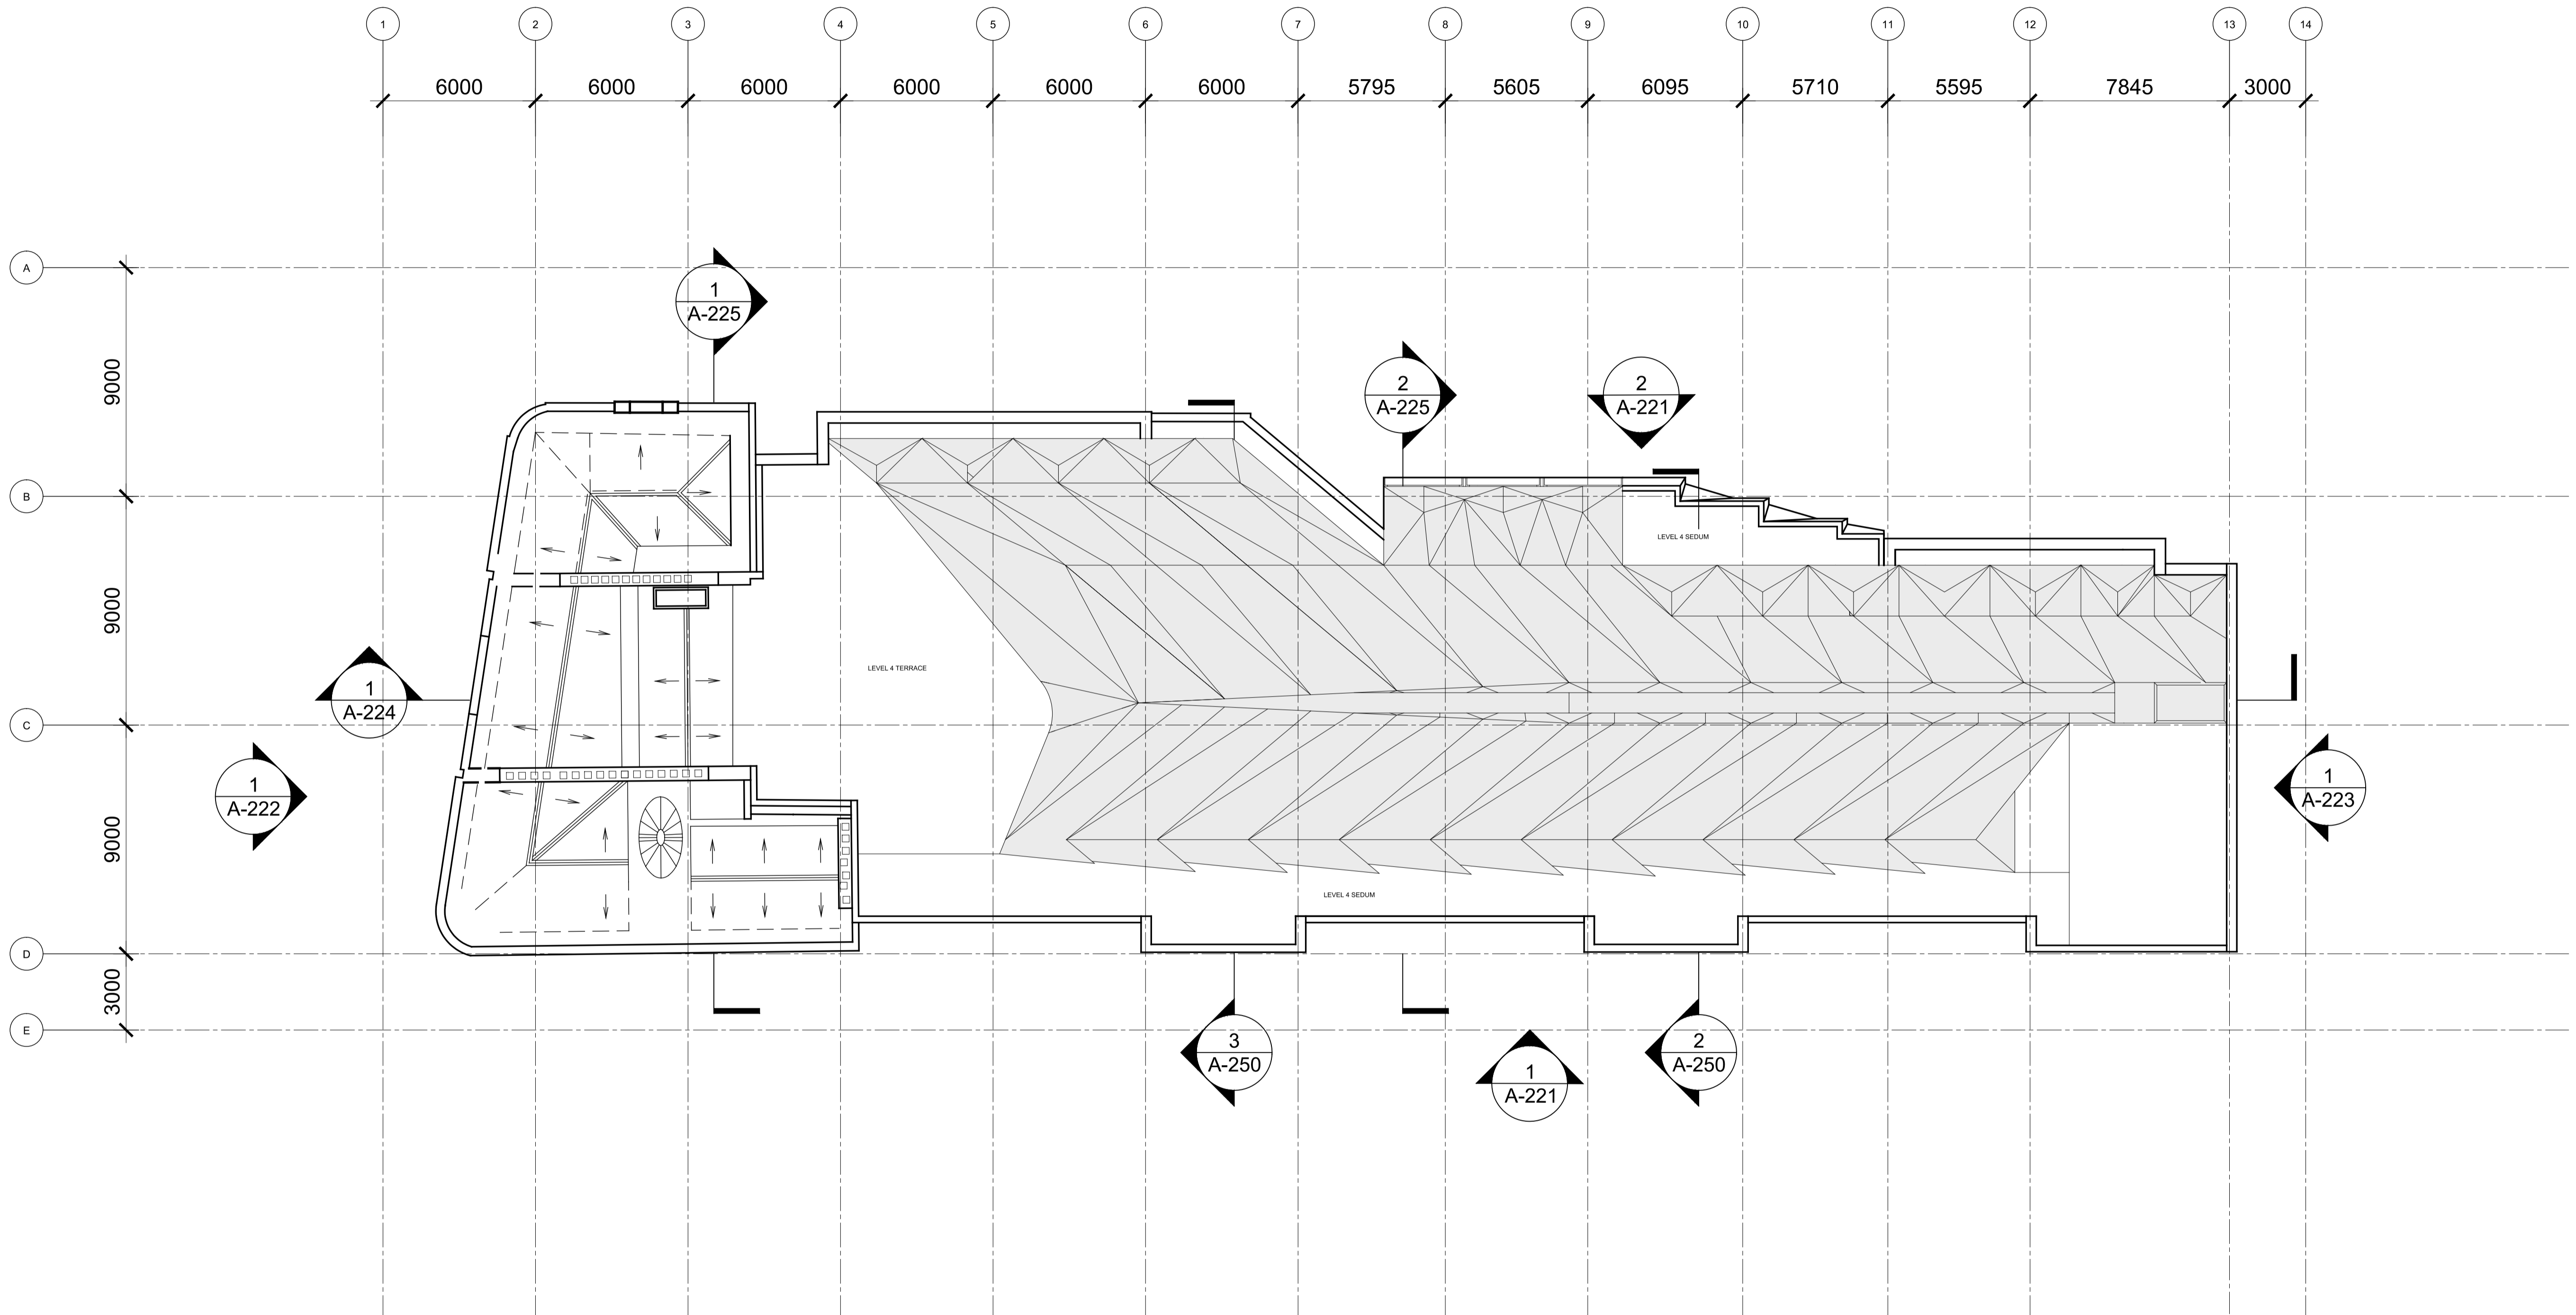 1 2 3 4 5 6 7 8 9 10 11 12 13 14
6000 6000 6000 6000 6000 6000 5795 5605 6095 5710 5595 7845 3000
A
1
A-225
9000
2
A-225
2
A-221
B
LEVEL 4 SEDUM
9000
LEVEL 4 TERRACE
1
A-224
C
1
A-222
1
A-223
9000
LEVEL 4 SEDUM
D
3000
E
3
A-250
2
A-250
1
A-221